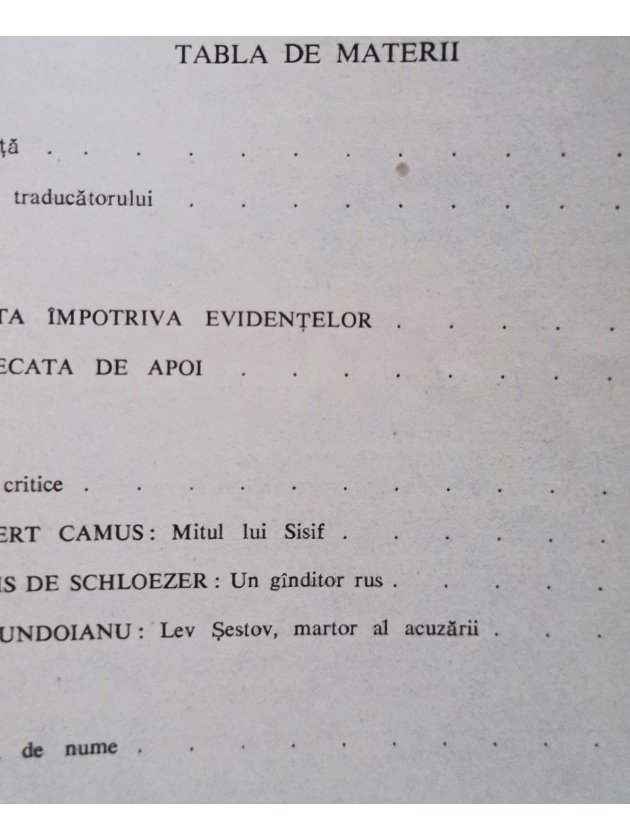 TABLA DE MATERII
ță . . . . . . . . . . . .
traducătorului . . . . . . . . .
TA ÎMPOTRIVA EVIDENȚELOR . . . . .
ECATA DE APOI . . . . . . . .
critice . . . . . . . . . . .
ERT CAMUS: Mitul lui Sisif . . . . . .
IS DE SCHLOEZER: Un gînditor rus . . . . .
UNDOIANU: Lev Șestov, martor al acuzării . . .
de nume . . . . . . . . . .